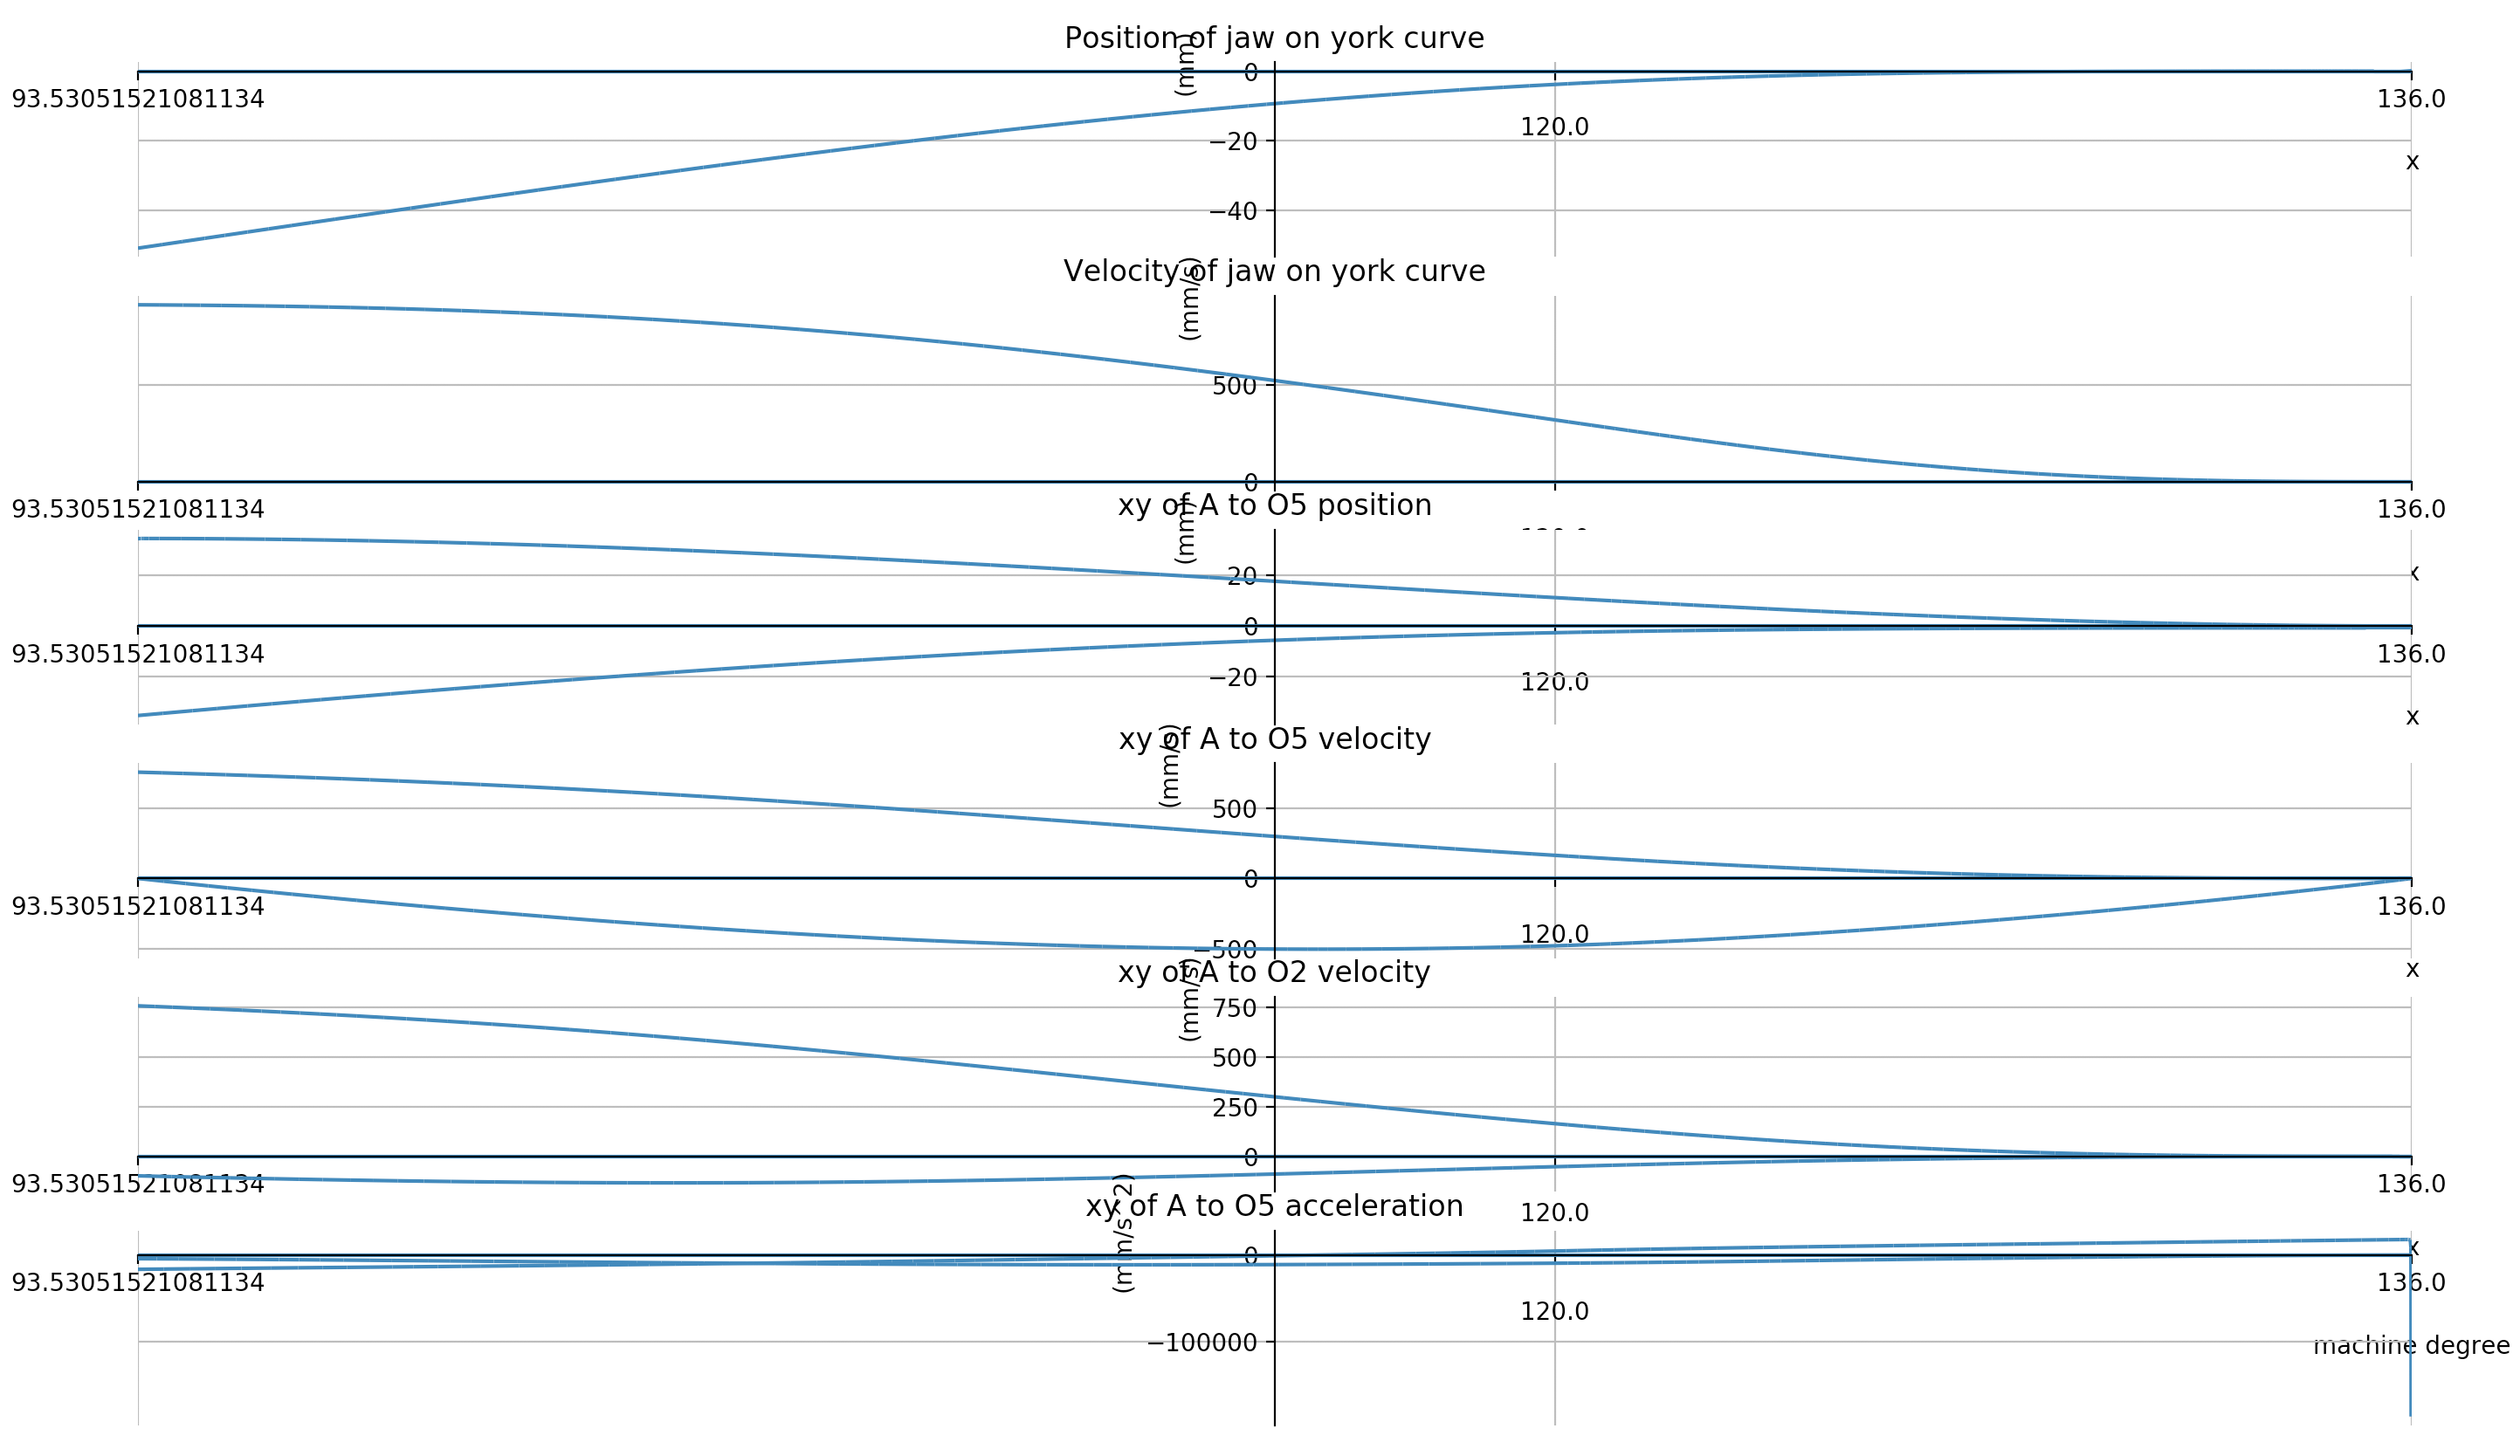 Position of jaw on york curve
(mm)
0
93.53051521081134
136.0
120.0
−20
x
−40
Velocity of jaw on york curve
(mm/s)
500
0
93.53051521081134
136.0
xy of A to O5 position
(mm)
x
20
0
93.53051521081134
136.0
−20
120.0
x
xy of A to O5 velocity
(mm/s)
500
0
93.53051521081134
136.0
120.0
−500
x
xy of A to O2 velocity
(mm/s)
750
500
250
0
93.53051521081134
136.0
120.0
xy of A to O5 acceleration
(mm/s^2)
x
0
93.53051521081134
136.0
120.0
−100000
machine degree